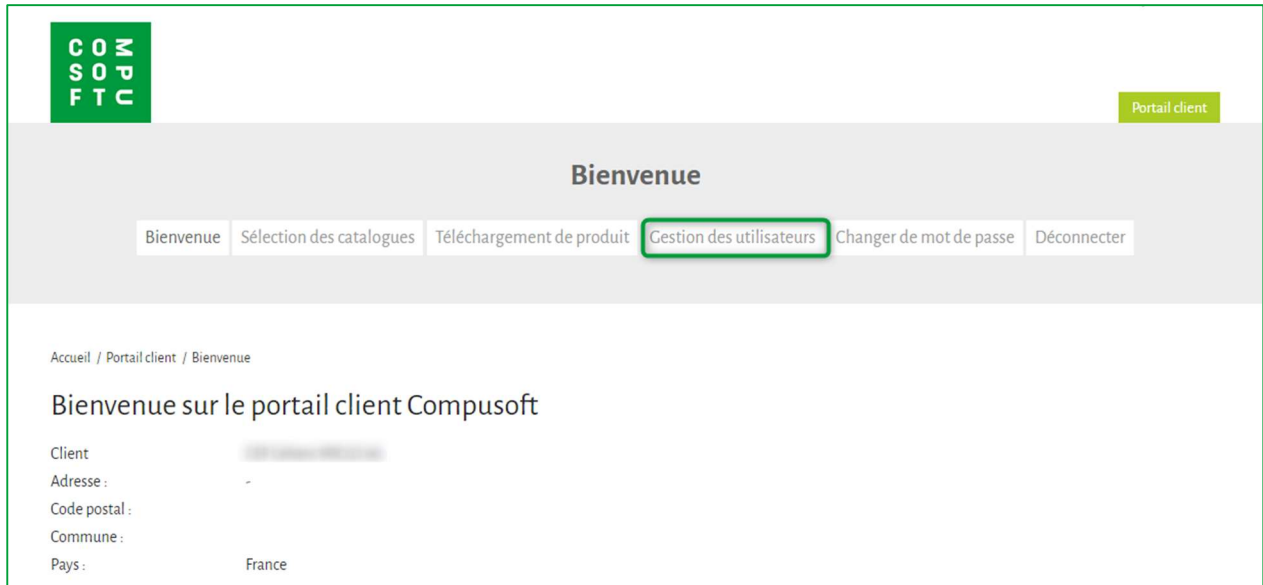 COMPUSOFT
Portail client
Bienvenue
Bienvenue Sélection des catalogues Téléchargement de produit Gestion des utilisateurs Changer de mot de passe Déconnecter
Accueil / Portail client / Bienvenue
Bienvenue sur le portail client Compusoft
Client
Adresse : -
Code postal :
Commune :
Pays : France